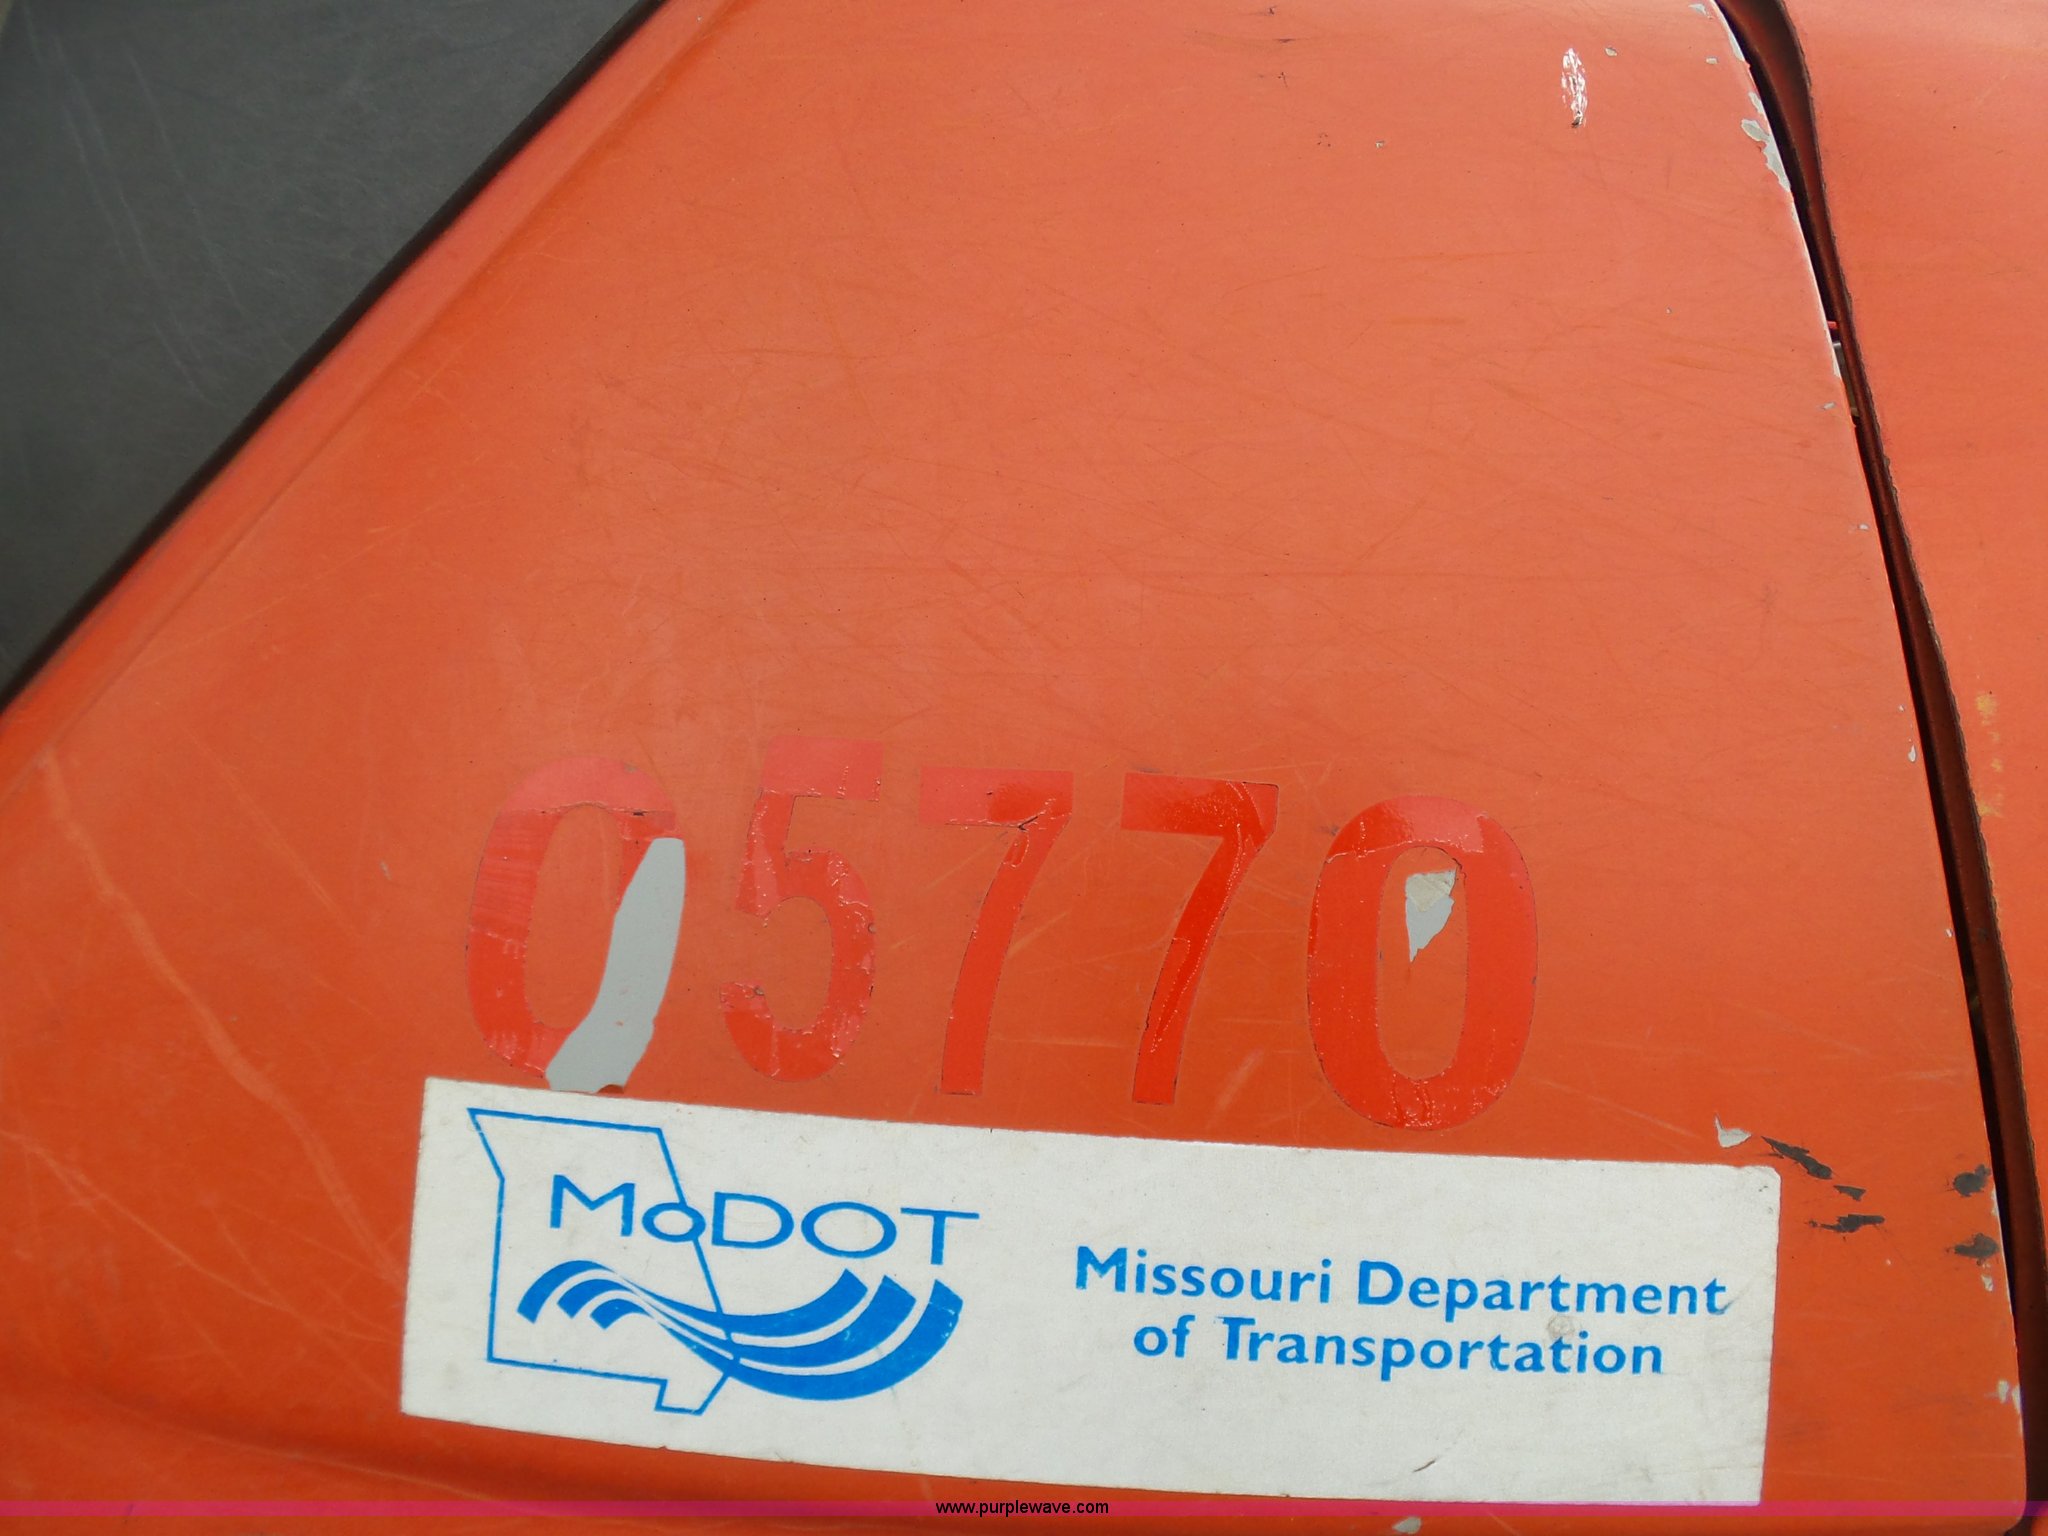 05770
MoDOT
Missouri Department
of Transportation
www.purplewave.com